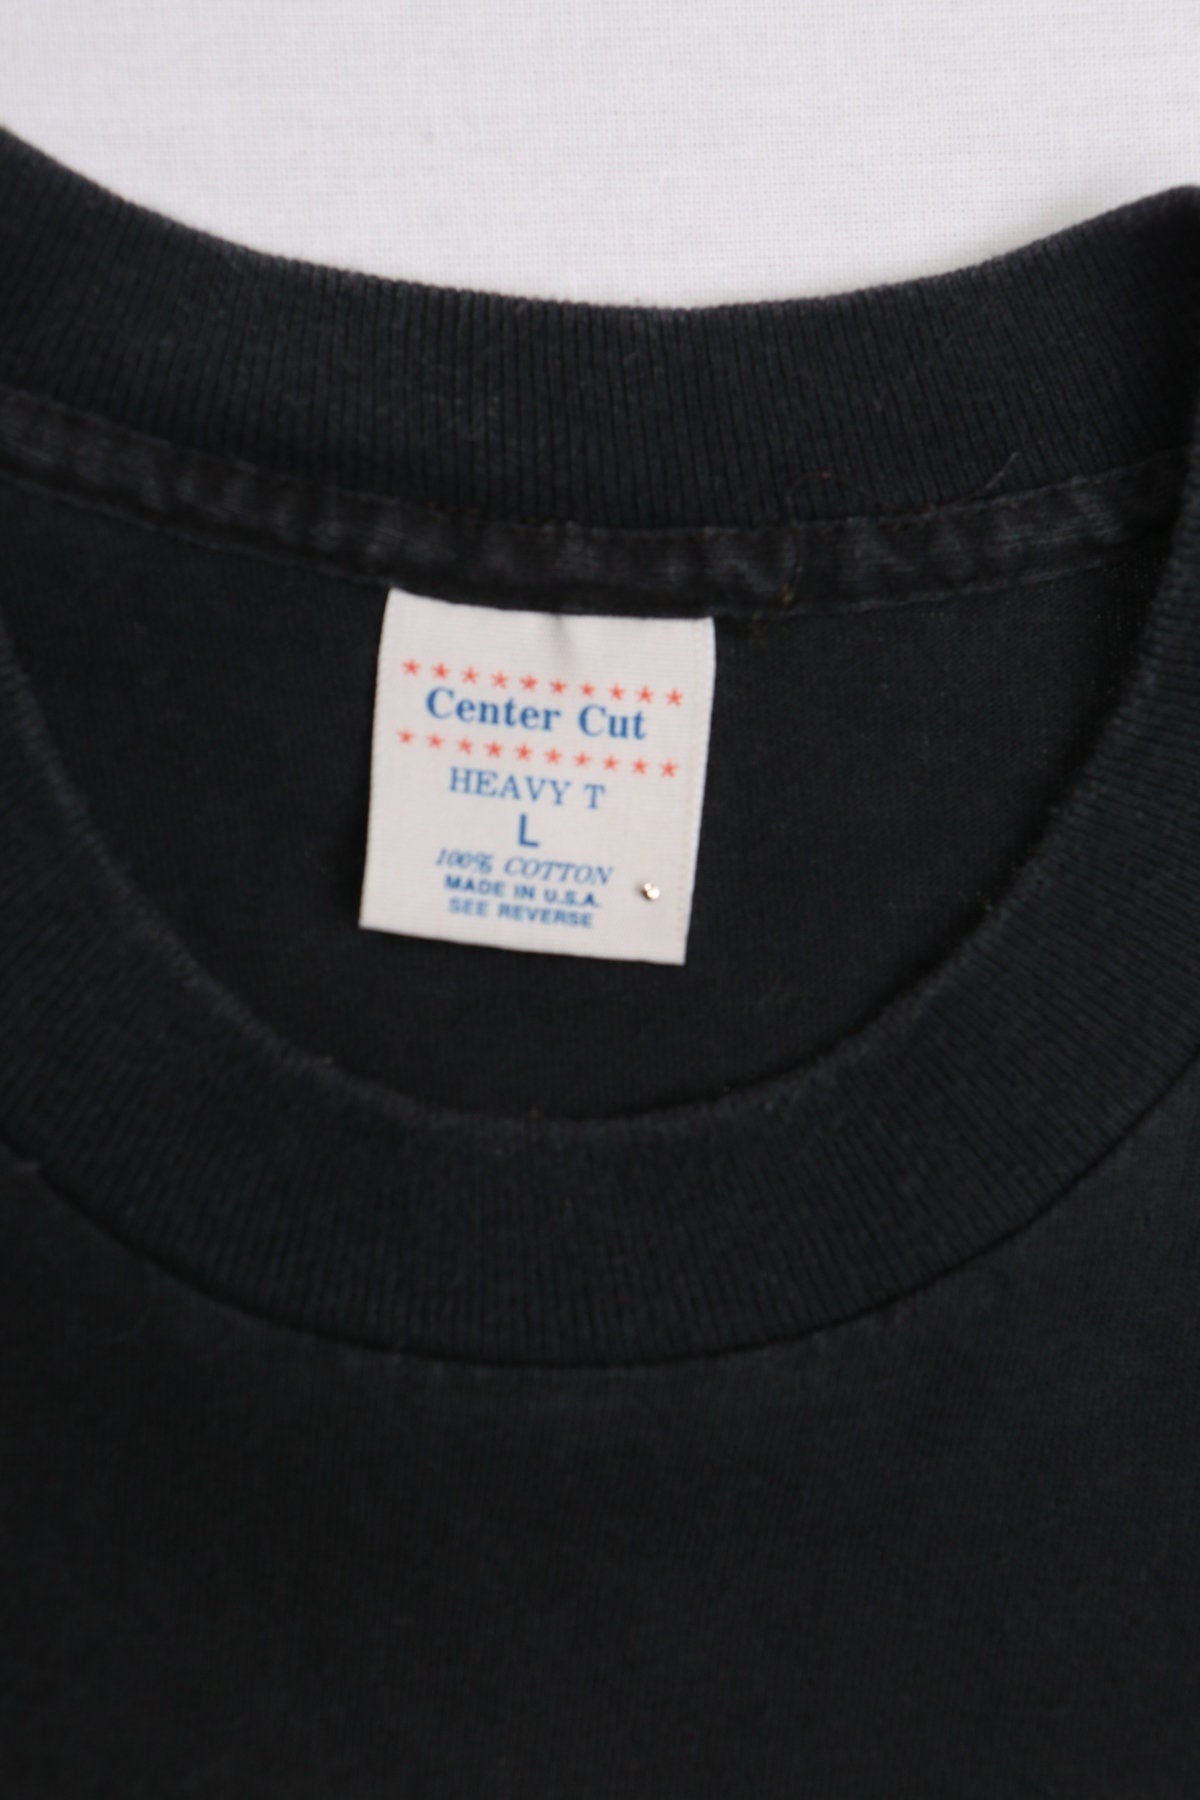 Center Cut
HEAVY T
L
100% COTTON
MADE IN U.S.A.
SEE REVERSE